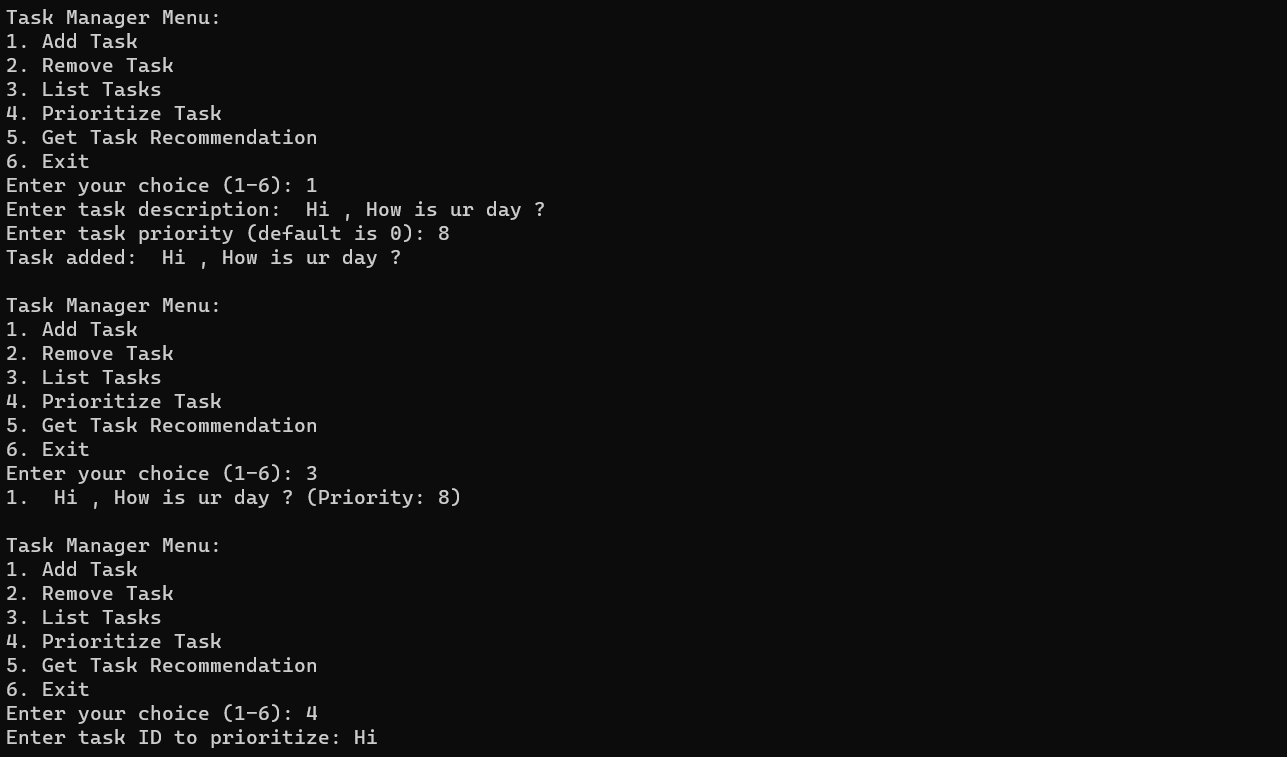 Task Manager Menu:
1. Add Task
2. Remove Task
3. List Tasks
4. Prioritize Task
5. Get Task Recommendation
6. Exit
Enter your choice (1-6): 1
Enter task description:  Hi , How is ur day ?
Enter task priority (default is 0): 8
Task added:  Hi , How is ur day ?

Task Manager Menu:
1. Add Task
2. Remove Task
3. List Tasks
4. Prioritize Task
5. Get Task Recommendation
6. Exit
Enter your choice (1-6): 3
1.  Hi , How is ur day ? (Priority: 8)

Task Manager Menu:
1. Add Task
2. Remove Task
3. List Tasks
4. Prioritize Task
5. Get Task Recommendation
6. Exit
Enter your choice (1-6): 4
Enter task ID to prioritize: Hi